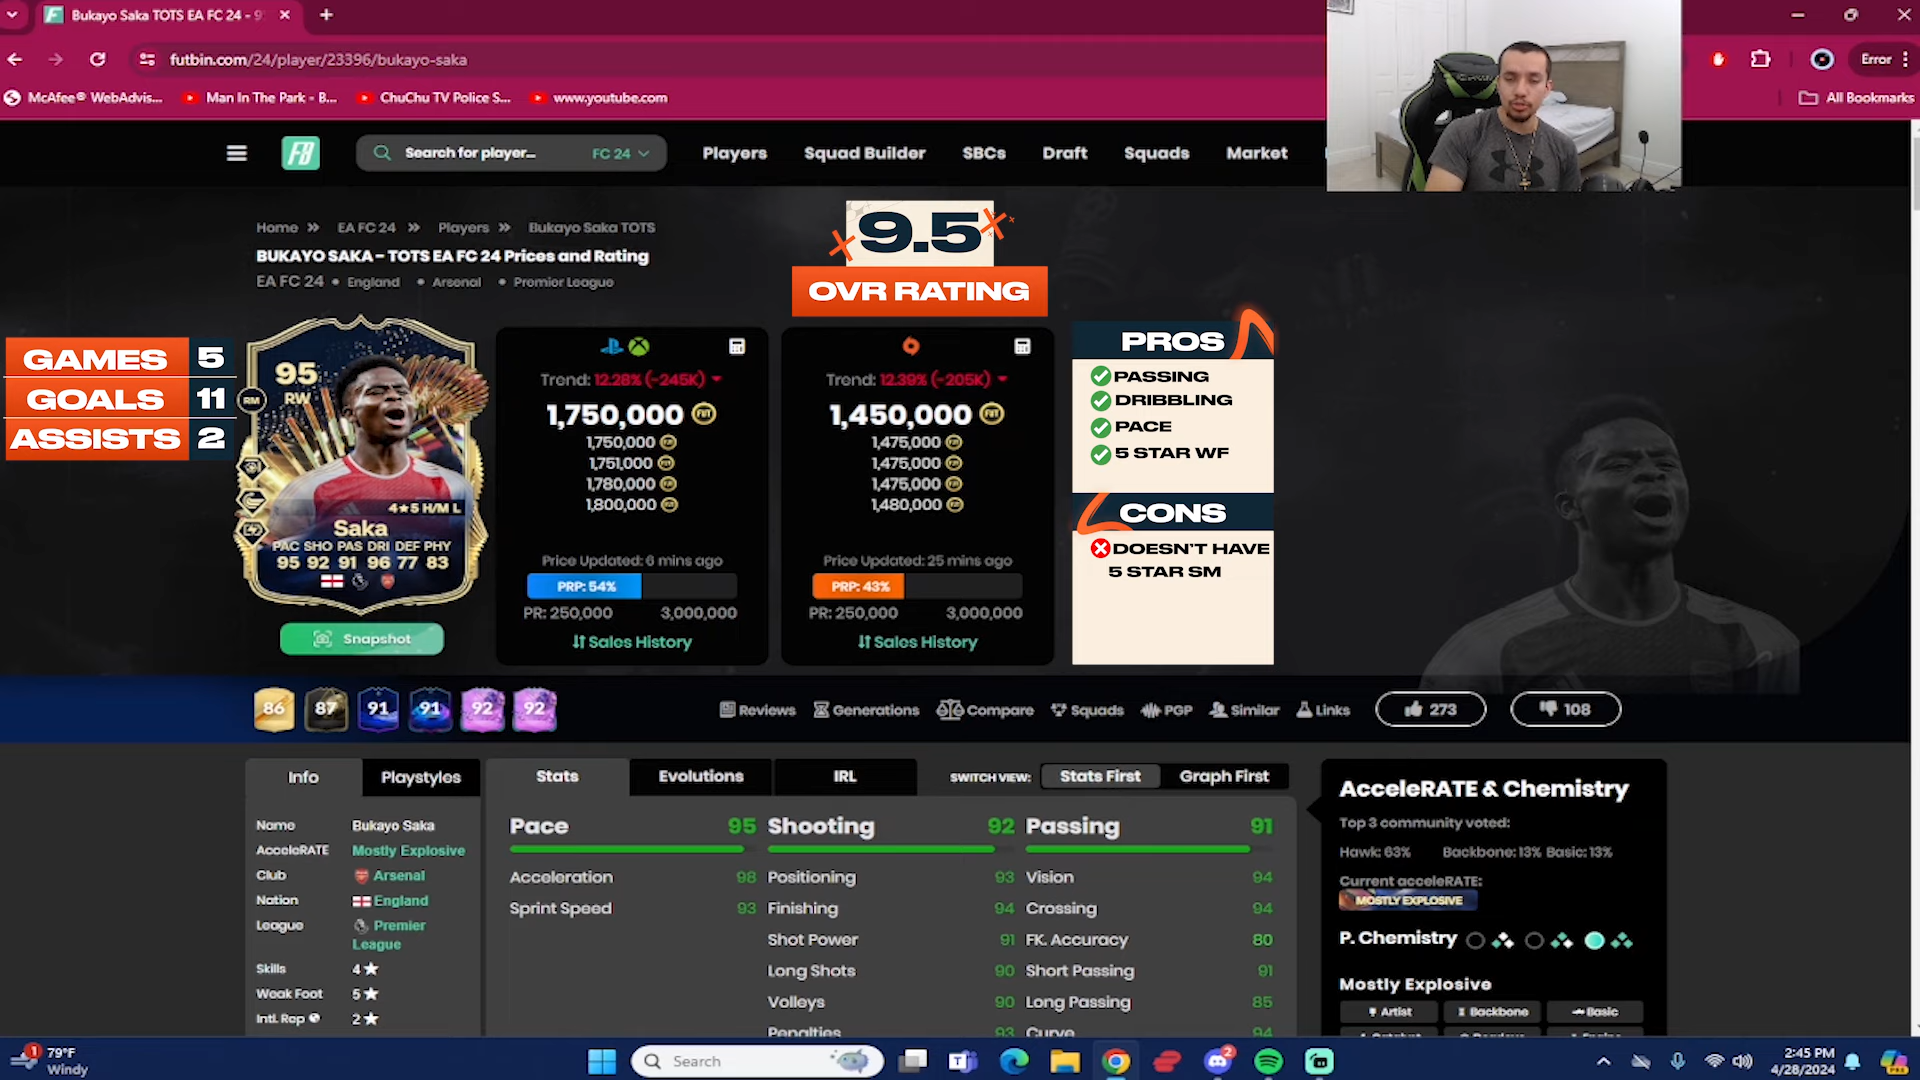 Bukayo Saka TOTS EA FC 24 - 9
futbin.com/24/player/23396/bukayo-saka
Error
McAfee® WebAdvis...
Man In The Park - B...
ChuChu TV Police S...
www.youtube.com
All Bookmarks
Search for player...
FC 24
Players
Squad Builder
SBCs
Draft
Squads
Market
Home » EA FC 24 » Players » Bukayo Saka TOTS
BUKAYO SAKA - TOTS EA FC 24 Prices and Rating
EA FC 24 • England • Arsenal • Premier League
9.5
OVR RATING
GAMES 5
GOALS 11
ASSISTS 2
95
RW
RM
4★5 H/M L
Saka
PAC SHO PAS DRI DEF PHY
95 92 91 96 77 83
Snapshot
Trend: 12.28% (-245K)
1,750,000
1,750,000
1,751,000
1,780,000
1,800,000
Price Updated: 6 mins ago
PRP: 54%
PR: 250,000 3,000,000
Sales History
Trend: 12.39% (-205K)
1,450,000
1,475,000
1,475,000
1,475,000
1,480,000
Price Updated: 25 mins ago
PRP: 43%
PR: 250,000 3,000,000
Sales History
PROS
PASSING
DRIBBLING
PACE
5 STAR WF
CONS
DOESN'T HAVE
5 STAR SM
86 87 91 91 92 92
Reviews
Generations
Compare
Squads
PGP
Similar
Links
273
108
Info
Playstyles
Name Bukayo Saka
AcceleRATE Mostly Explosive
Club Arsenal
Nation England
League Premier
League
Skills 4★
Weak Foot 5★
Intl. Rep 2★
Stats
Evolutions
IRL
SWITCH VIEW:
Stats First
Graph First
Pace 95
Acceleration 98
Sprint Speed 93
Shooting 92
Positioning 93
Finishing 94
Shot Power 91
Long Shots 90
Volleys 90
Penalties 93
Passing 91
Vision 94
Crossing 94
FK. Accuracy 80
Short Passing 91
Long Passing 85
Curve 94
AcceleRATE & Chemistry
Top 3 community voted:
Hawk: 63% Backbone: 13% Basic: 13%
Current acceleRATE:
MOSTLY EXPLOSIVE
P. Chemistry
Mostly Explosive
Artist
Backbone
Basic
1
79°F
Windy
Search
2
2:45 PM
4/28/2024